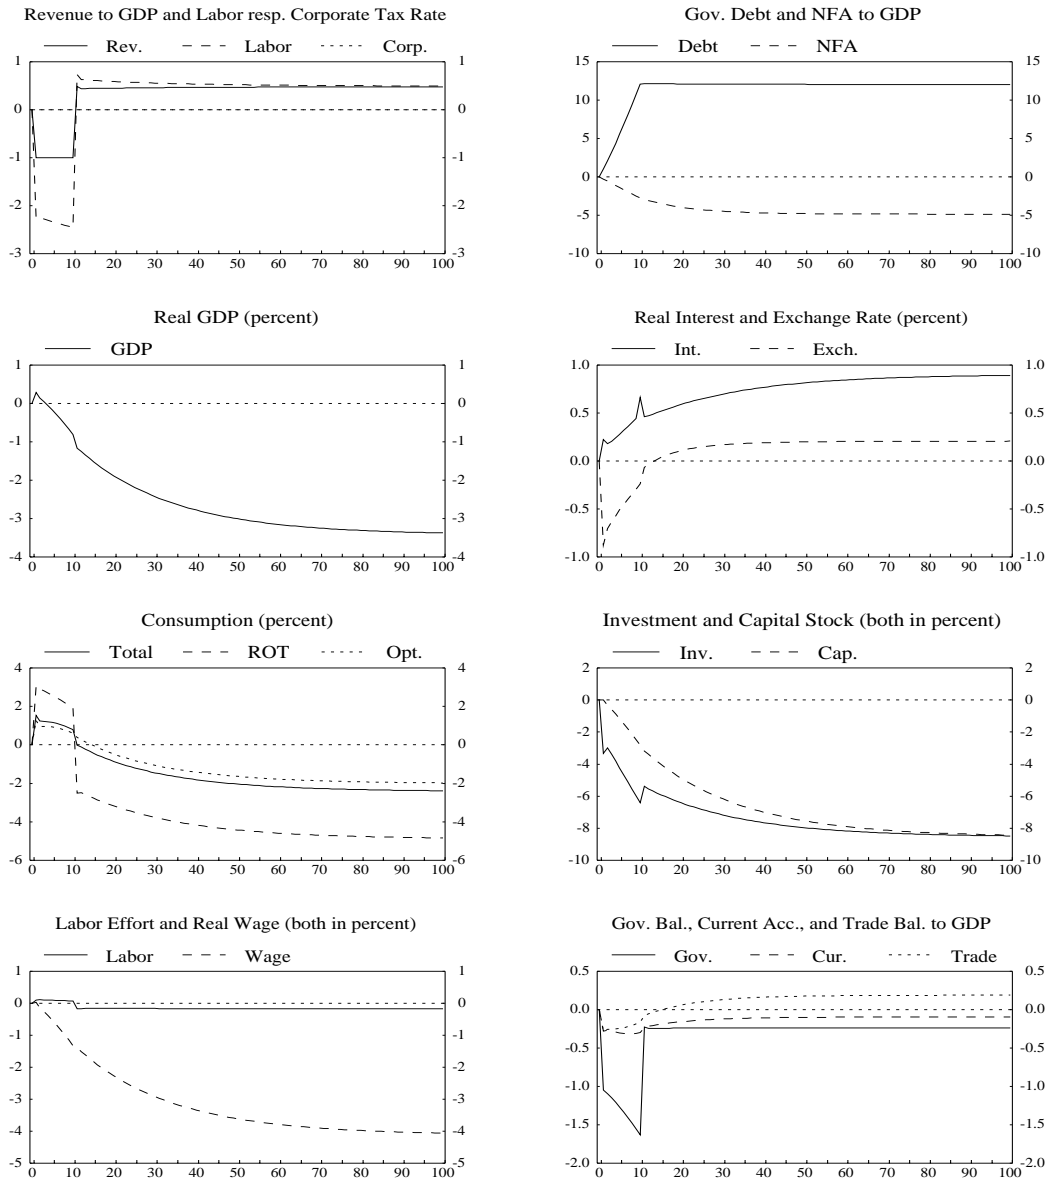 Revenue to GDP and Labor resp. Corporate Tax Rate
Rev. Labor Corp.
1 1
0 0
-1 -1
-2 -2
-3 -3
0 10 20 30 40 50 60 70 80 90 100
Gov. Debt and NFA to GDP
Debt NFA
15 15
10 10
5 5
0 0
-5 -5
-10 -10
0 10 20 30 40 50 60 70 80 90 100
Real GDP (percent)
GDP
1 1
0 0
-1 -1
-2 -2
-3 -3
-4 -4
0 10 20 30 40 50 60 70 80 90 100
Real Interest and Exchange Rate (percent)
Int. Exch.
1.0 1.0
0.5 0.5
0.0 0.0
-0.5 -0.5
-1.0 -1.0
0 10 20 30 40 50 60 70 80 90 100
Consumption (percent)
Total ROT Opt.
4 4
2 2
0 0
-2 -2
-4 -4
-6 -6
0 10 20 30 40 50 60 70 80 90 100
Investment and Capital Stock (both in percent)
Inv. Cap.
2 2
0 0
-2 -2
-4 -4
-6 -6
-8 -8
-10 -10
0 10 20 30 40 50 60 70 80 90 100
Labor Effort and Real Wage (both in percent)
Labor Wage
1 1
0 0
-1 -1
-2 -2
-3 -3
-4 -4
-5 -5
0 10 20 30 40 50 60 70 80 90 100
Gov. Bal., Current Acc., and Trade Bal. to GDP
Gov. Cur. Trade
0.5 0.5
0.0 0.0
-0.5 -0.5
-1.0 -1.0
-1.5 -1.5
-2.0 -2.0
0 10 20 30 40 50 60 70 80 90 100